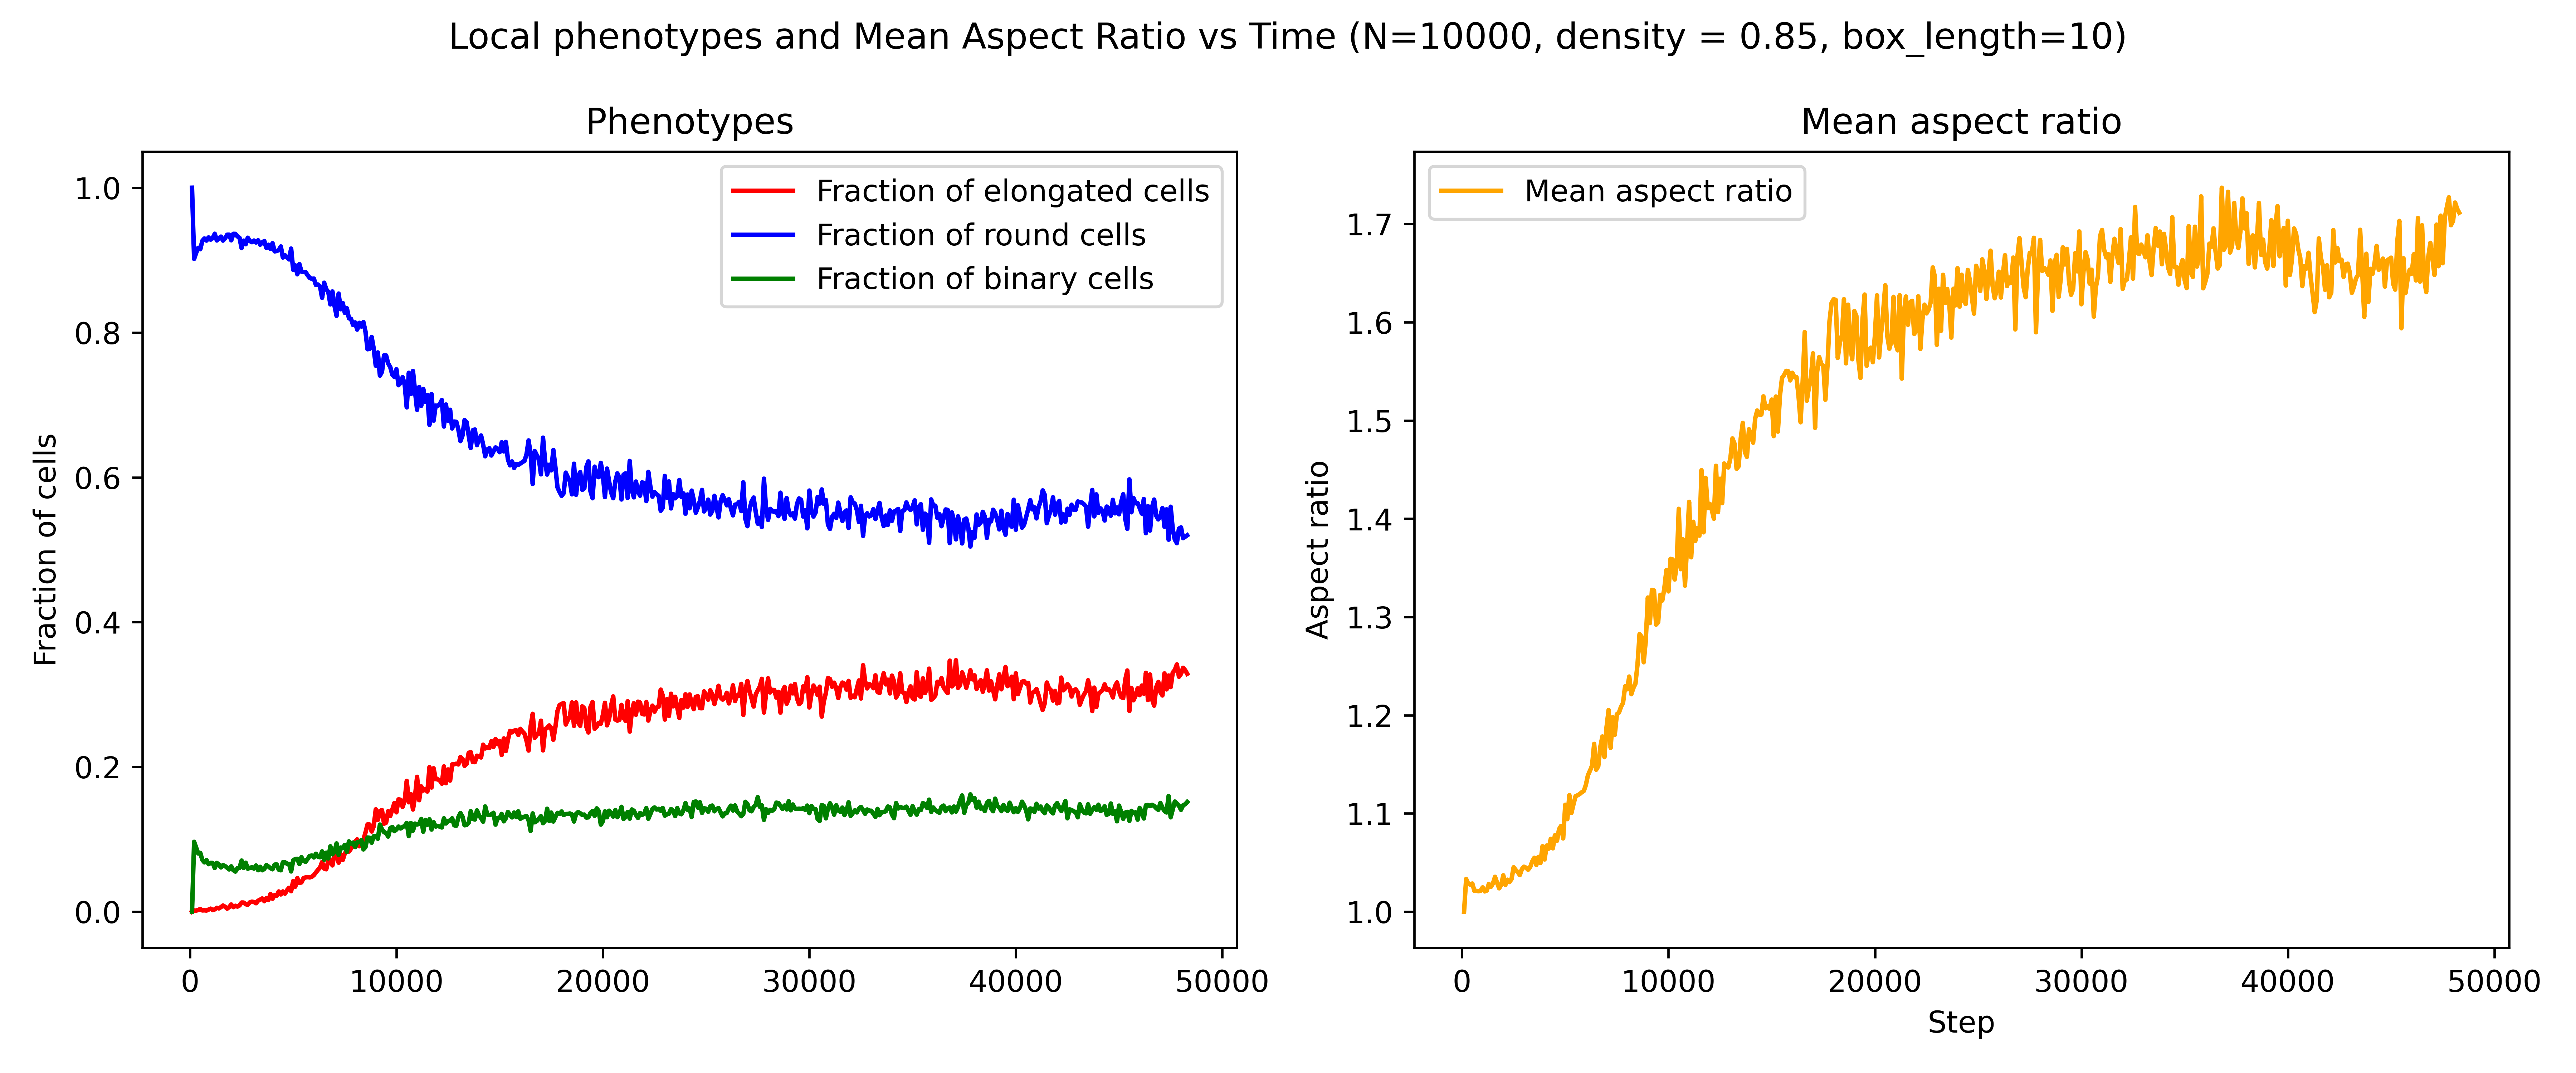 Local phenotypes and Mean Aspect Ratio vs Time (N=10000, density = 0.85, box_length=10)
Phenotypes
Fraction of cells
1.0
0.8
0.6
0.4
0.2
0.0
Fraction of elongated cells
Fraction of round cells
Fraction of binary cells
0 10000 20000 30000 40000 50000
Mean aspect ratio
Aspect ratio
1.7
1.6
1.5
1.4
1.3
1.2
1.1
1.0
Mean aspect ratio
0 10000 20000 30000 40000 50000
Step